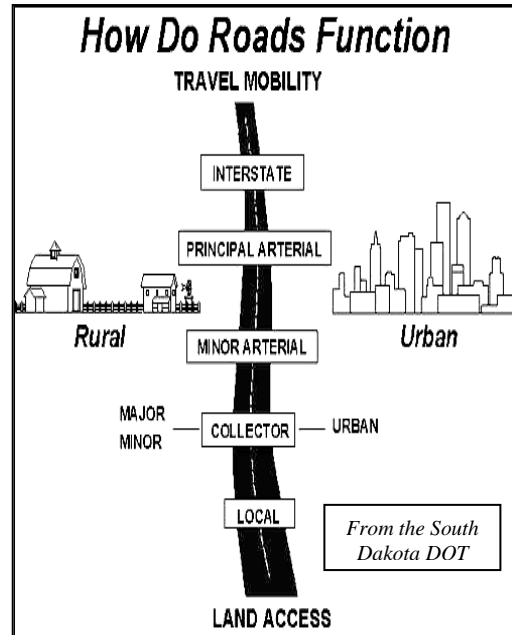 How Do Roads Function
TRAVEL MOBILITY
INTERSTATE
PRINCIPAL ARTERIAL
Rural
Urban
MINOR ARTERIAL
MAJOR
MINOR
COLLECTOR
URBAN
LOCAL
From the South
Dakota DOT
LAND ACCESS